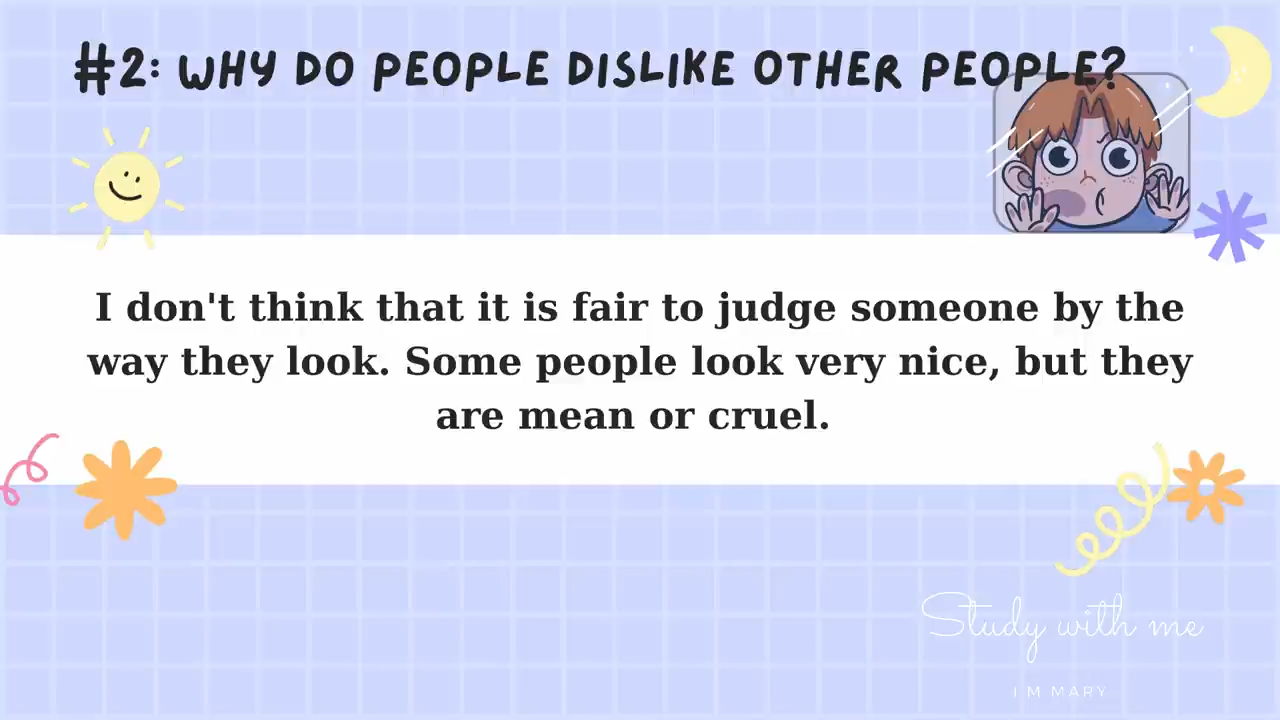 #2: WHY DO PEOPLE DISLIKE OTHER PEOPLE?
I don't think that it is fair to judge someone by the
way they look. Some people look very nice, but they
are mean or cruel.
Study with me
I M MARY